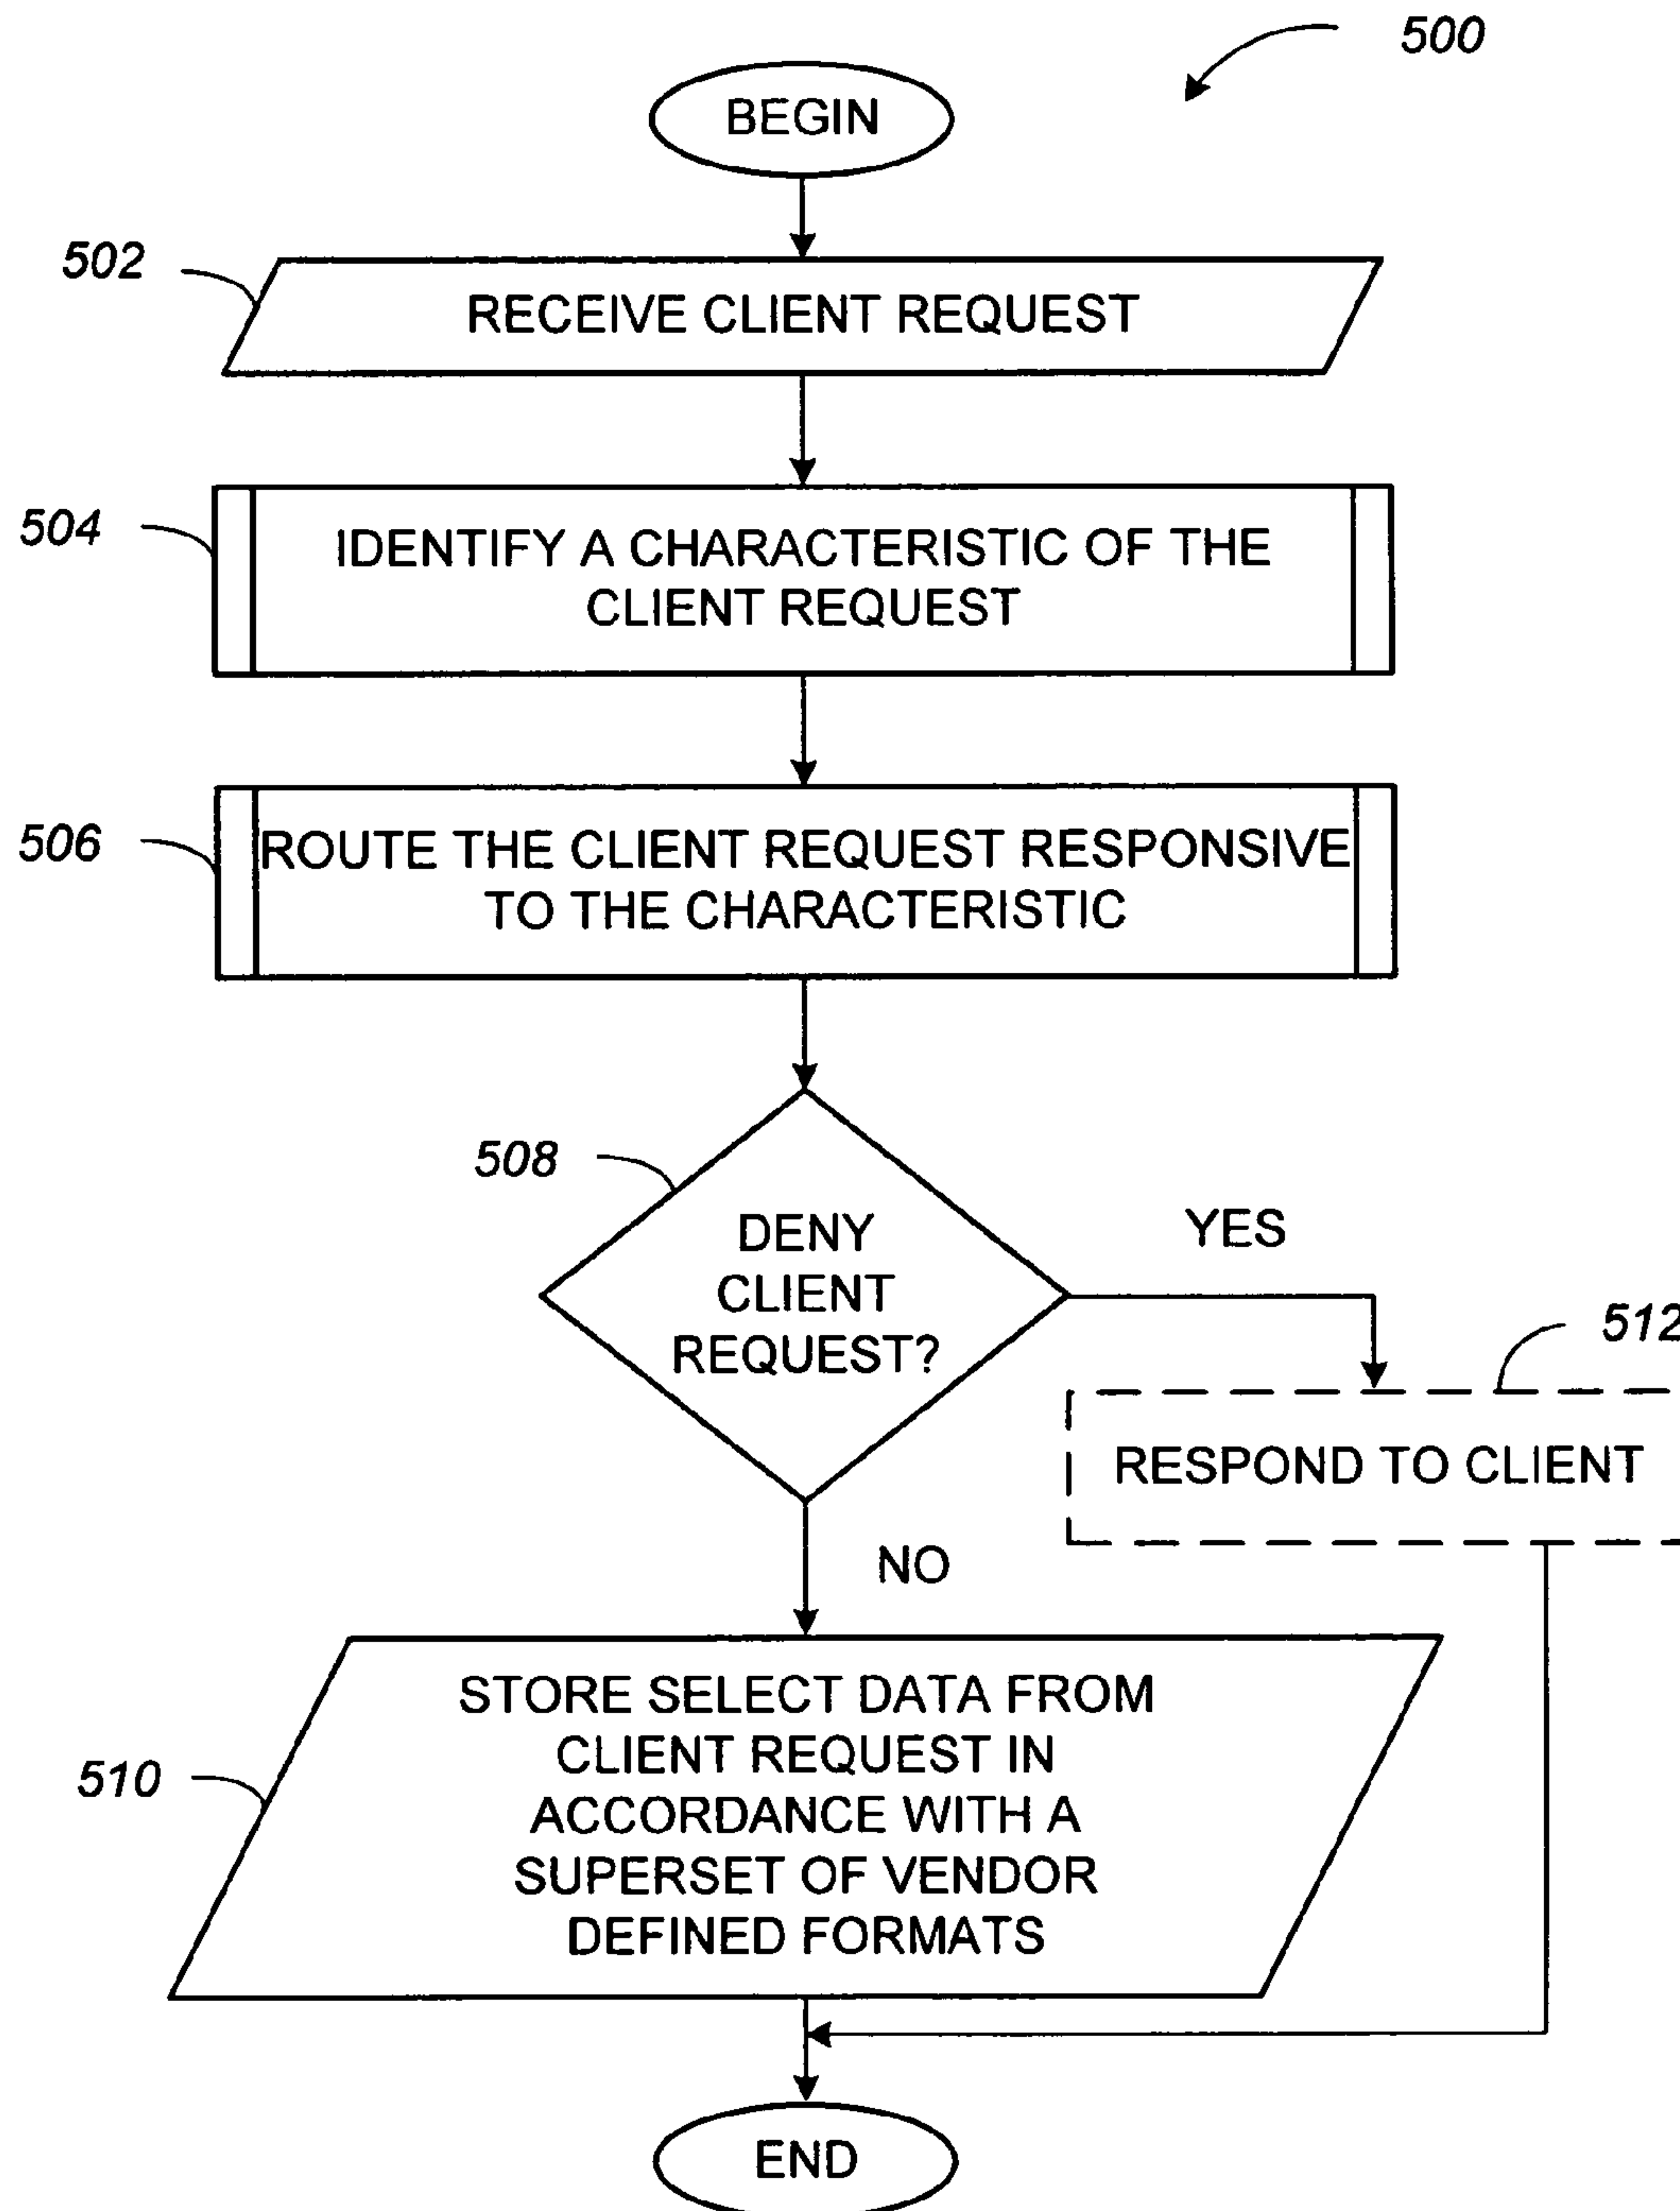 500
BEGIN
502
RECEIVE CLIENT REQUEST
504
IDENTIFY A CHARACTERISTIC OF THE
CLIENT REQUEST
506
ROUTE THE CLIENT REQUEST RESPONSIVE
TO THE CHARACTERISTIC
508
DENY
CLIENT
REQUEST?
YES
512
RESPOND TO CLIENT
NO
510
STORE SELECT DATA FROM
CLIENT REQUEST IN
ACCORDANCE WITH A
SUPERSET OF VENDOR
DEFINED FORMATS
END